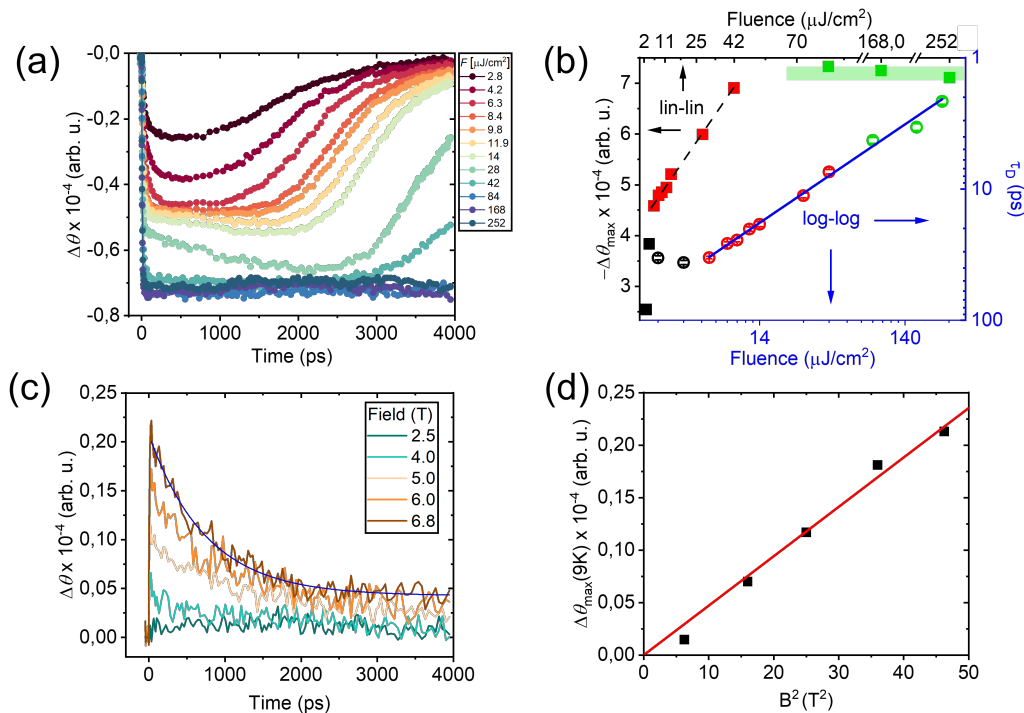 (a)
-0,0
-0,2
-0,4
-0,6
-0,8
Δθ x 10⁻⁴ (arb. u.)
0
1000
2000
3000
4000
Time (ps)
F [μJ/cm²]
2.8
4.2
6.3
8.4
9.8
11.9
14
28
42
84
168
252
(b)
Fluence (μJ/cm²)
2 11 25 42 70 168,0 252
7
6
5
4
3
−Δθmax x 10⁻⁴ (arb. u.)
lin-lin
log-log
1
10
100
τD (ps)
14 140
Fluence (μJ/cm²)
(c)
0,25
0,20
0,15
0,10
0,05
0,00
Δθ x 10⁻⁴ (arb. u.)
Field (T)
2.5
4.0
5.0
6.0
6.8
0 1000 2000 3000 4000
Time (ps)
(d)
0,20
0,15
0,10
0,05
0,00
Δθmax(9K) x 10⁻⁴ (arb. u.)
0 10 20 30 40 50
B² (T²)